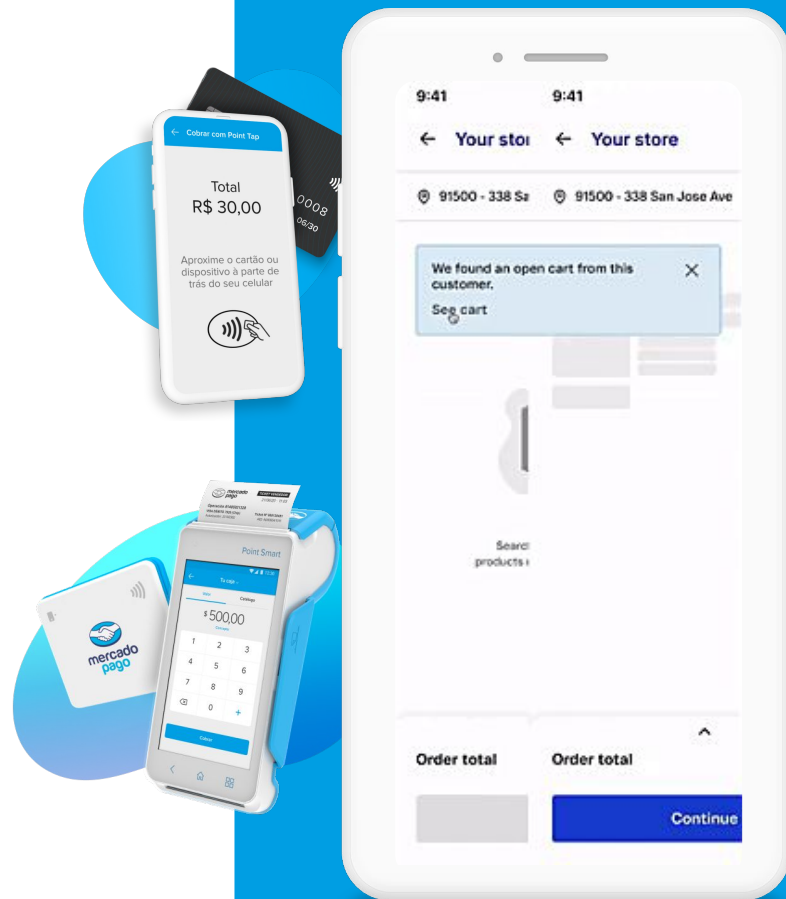 Cobrar com Point Tap
Total
R$ 30,00
Aproxime o cartão ou
dispositivo à parte de
trás do seu celular
0008
06/30
mercado
pago
Point Smart
Tu caja
Catálogo
$ 500,00
1 2 3
4 5 6
7 8 9
0 +
Cobrar
mercado
pago
9:41
Your stor
91500 - 338 Sa
9:41
Your store
91500 - 338 San Jose Ave
We found an open cart from this
customer.
See cart
Searc
products
Order total
Order total
Continue